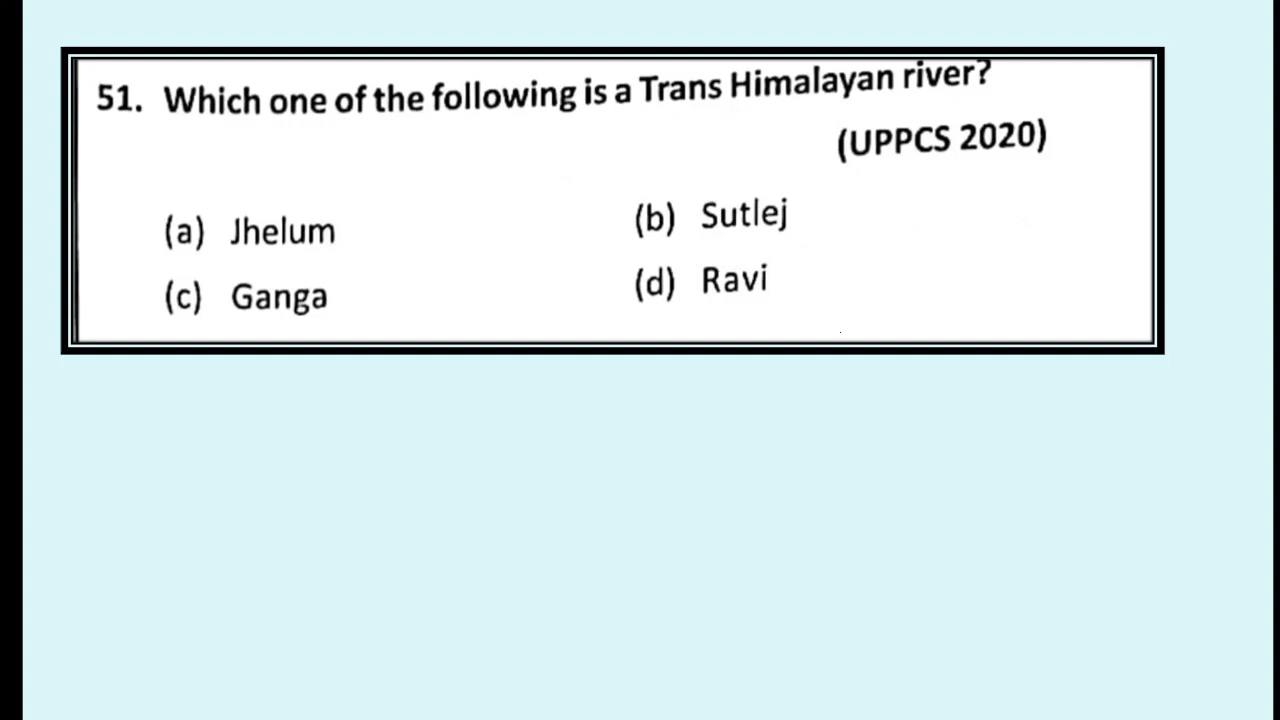 51. Which one of the following is a Trans Himalayan river?
(UPPCS 2020)
(a) Jhelum (b) Sutlej
(c) Ganga (d) Ravi